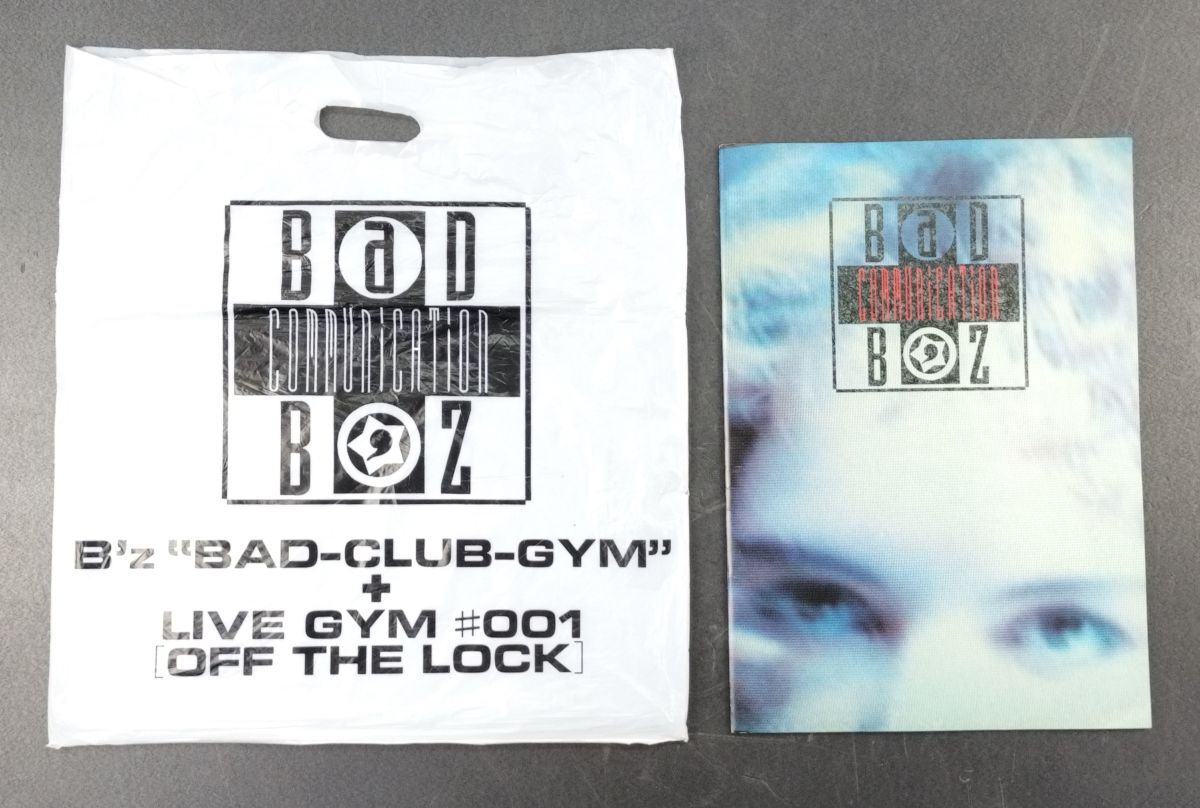 BaD
COMMUNICATION
B'Z
B'z "BAD-CLUB-GYM"
+
LIVE GYM #001
[OFF THE LOCK]
BaD
COMMUNICATION
B'Z